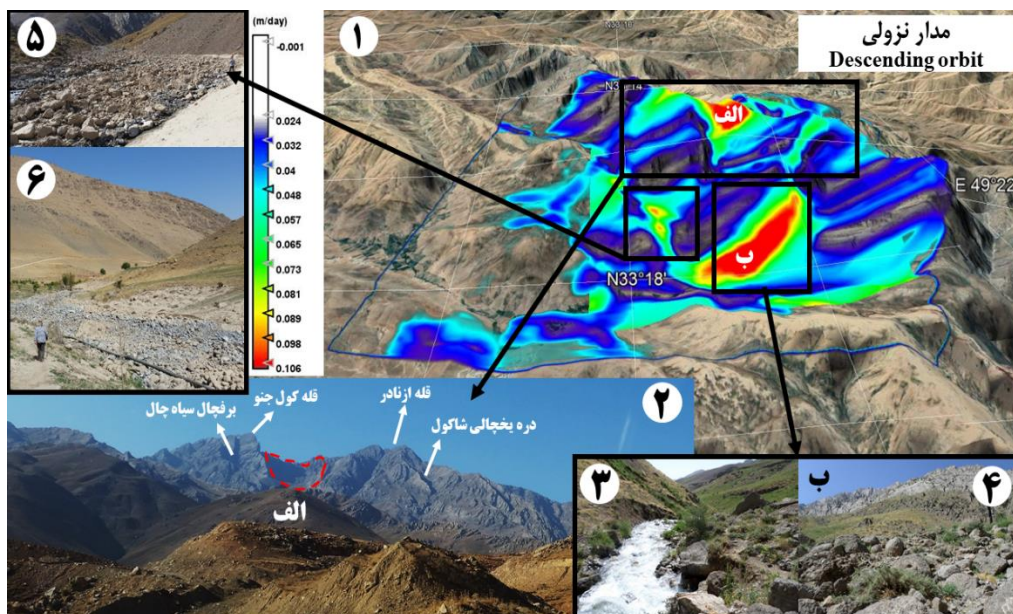 مدار نزولی
Descending orbit
۱
(m/day)
-0.001
0.024
0.032
0.04
0.048
0.057
0.065
0.073
0.081
0.089
0.098
0.106
الف
ب
E 49°22
N33°18'
۵
۶
۲
قله کول جنو
برفچال سیاه چال
قله ازنادر
دره یخچالی شاکول
الف
۳
ب
۴